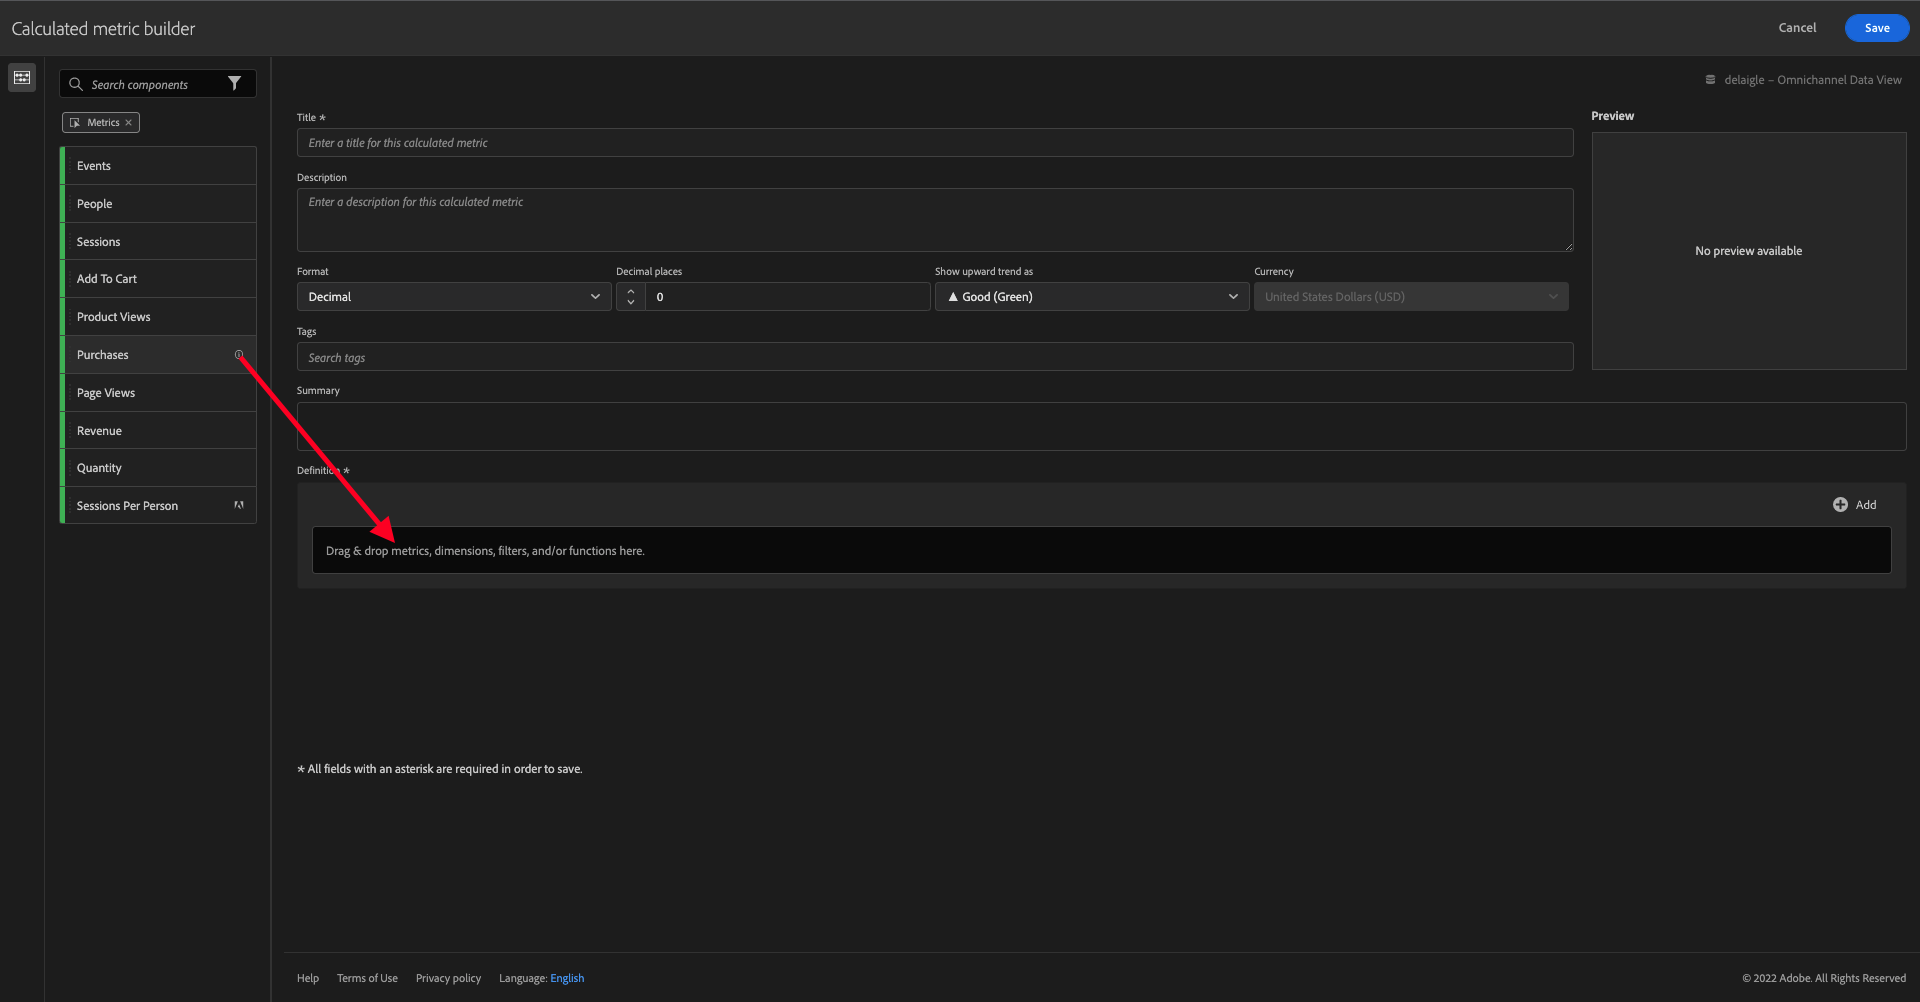 Calculated metric builder
Cancel
Save
Search components
Metrics
Events
People
Sessions
Add To Cart
Product Views
Purchases
Page Views
Revenue
Quantity
Sessions Per Person
delaigle – Omnichannel Data View
Title *
Enter a title for this calculated metric
Description
Enter a description for this calculated metric
Format
Decimal places
Show upward trend as
Currency
Decimal
0
▲ Good (Green)
United States Dollars (USD)
Tags
Search tags
Preview
No preview available
Summary
Definition *
Add
Drag & drop metrics, dimensions, filters, and/or functions here.
* All fields with an asterisk are required in order to save.
Help
Terms of Use
Privacy policy
Language: English
© 2022 Adobe. All Rights Reserved